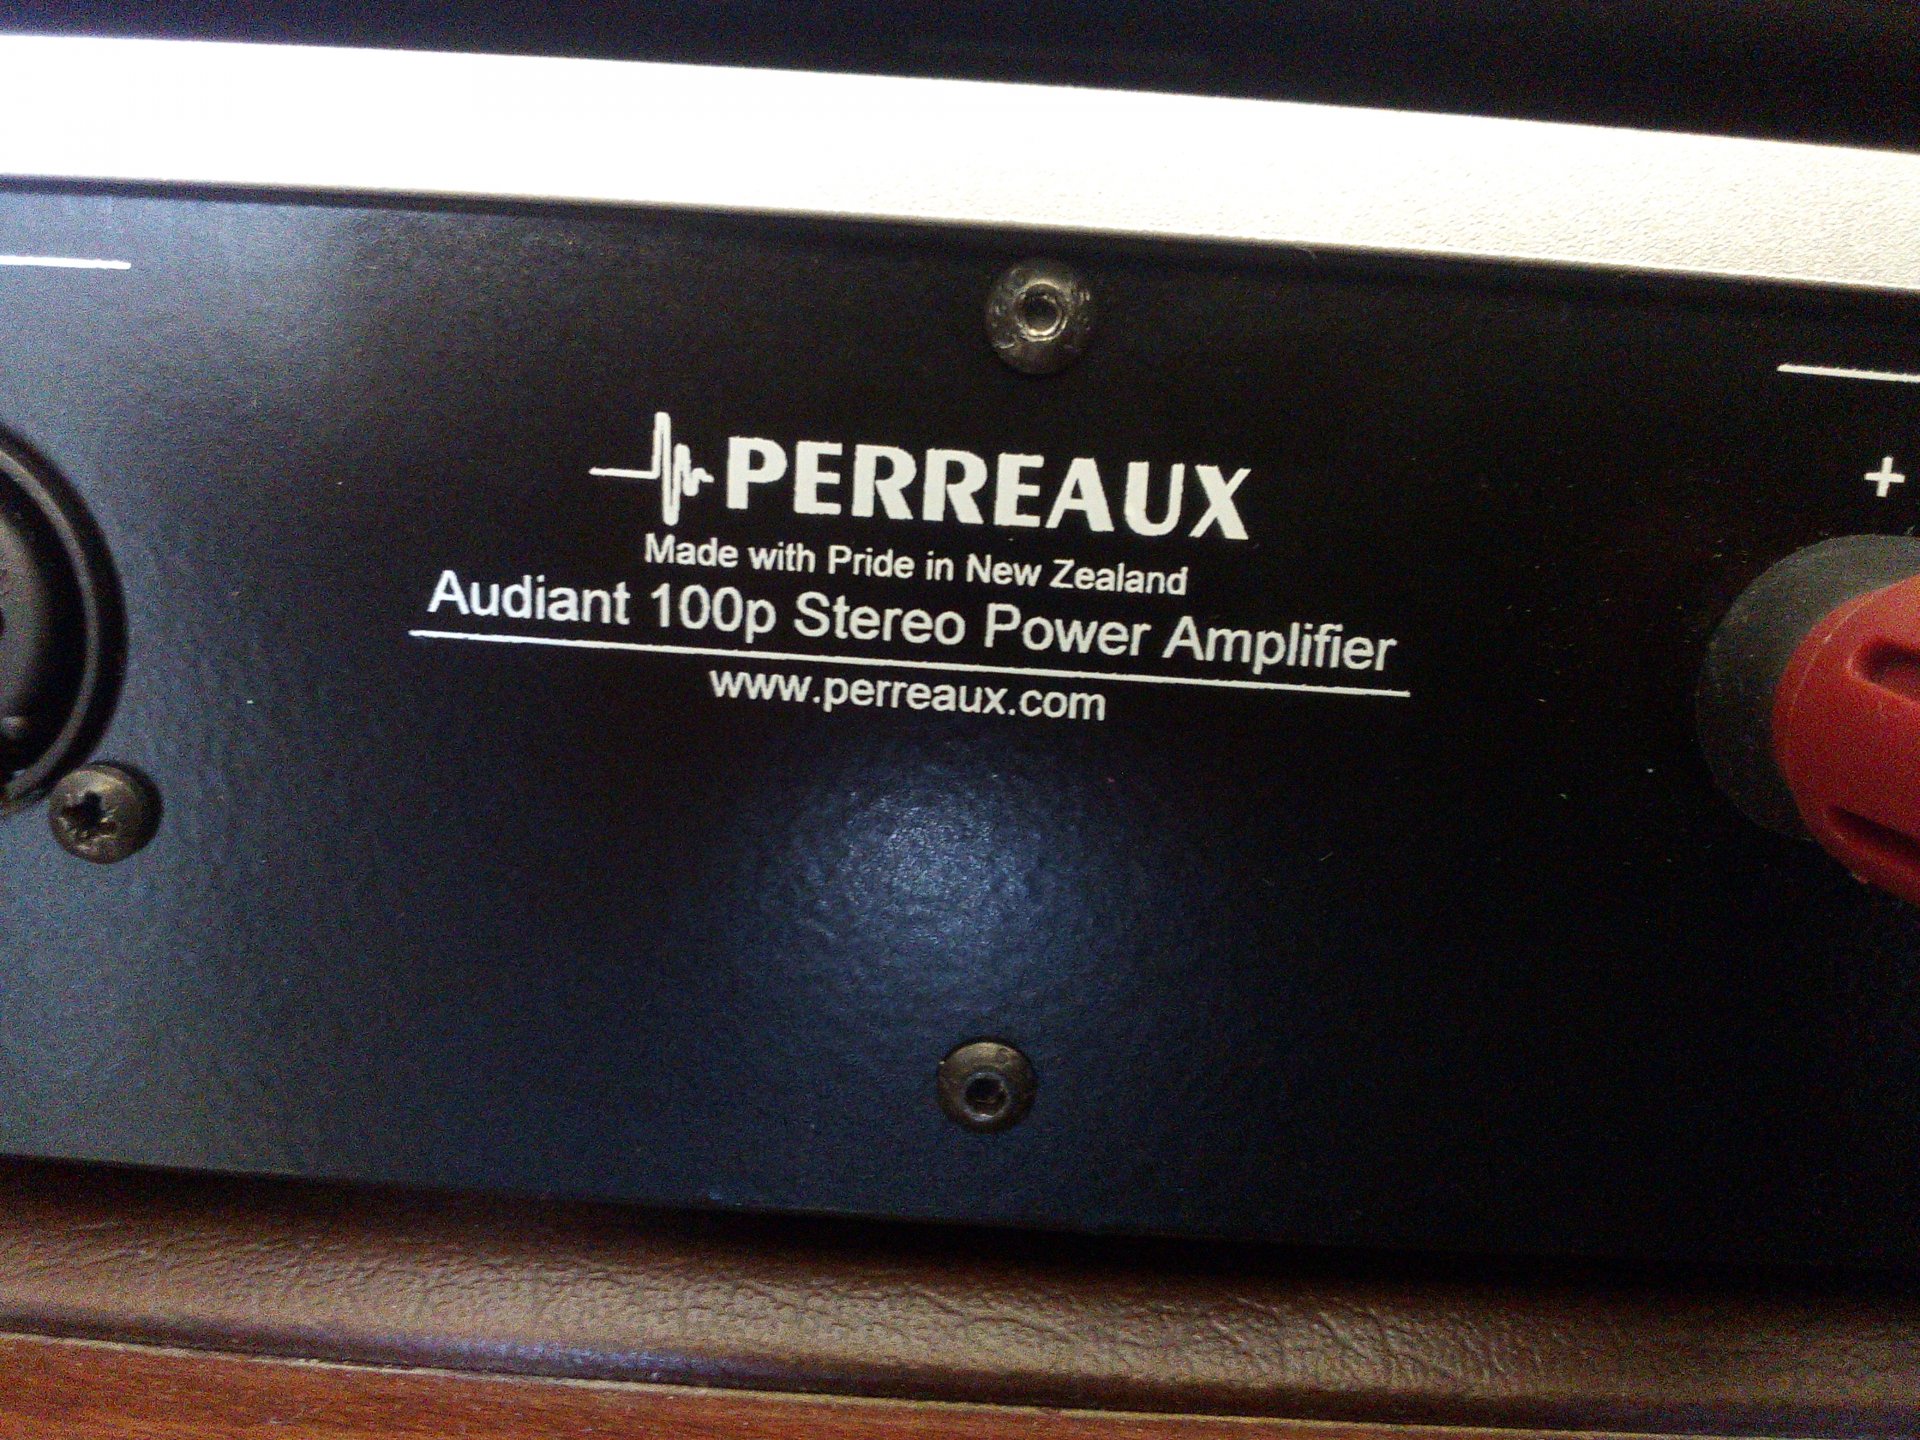 PERREAUX
Made with Pride in New Zealand
Audiant 100p Stereo Power Amplifier
www.perreaux.com
+